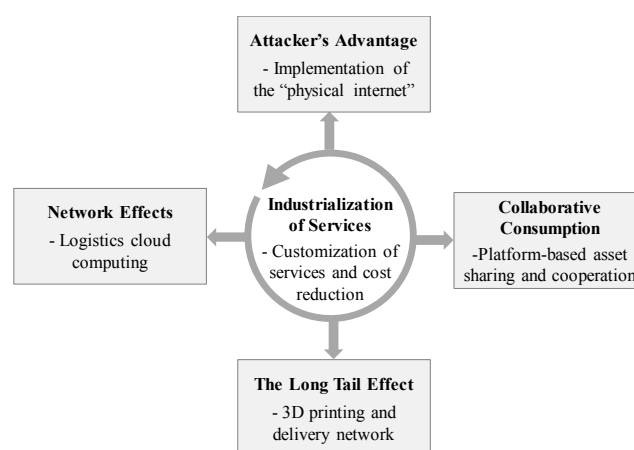 Attacker's Advantage
- Implementation of
the “physical internet”
Network Effects
- Logistics cloud
computing
Industrialization
of Services
- Customization of
services and cost
reduction
Collaborative
Consumption
-Platform-based asset
sharing and cooperation
The Long Tail Effect
- 3D printing and
delivery network